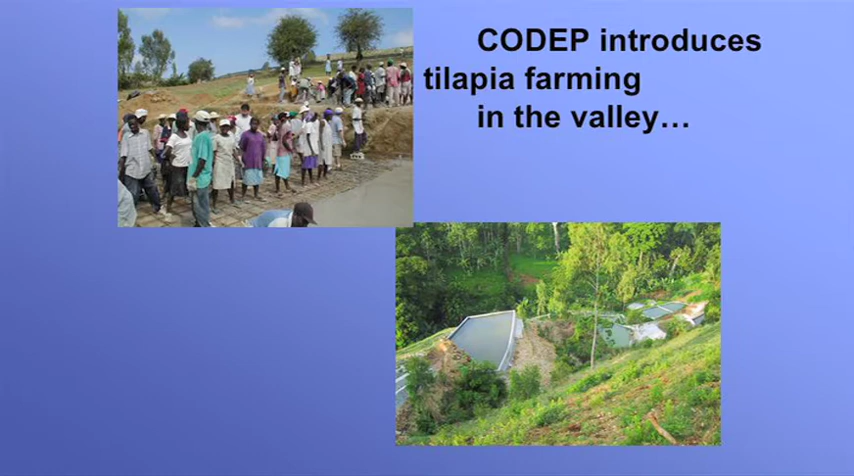 CODEP introduces
tilapia farming
in the valley…